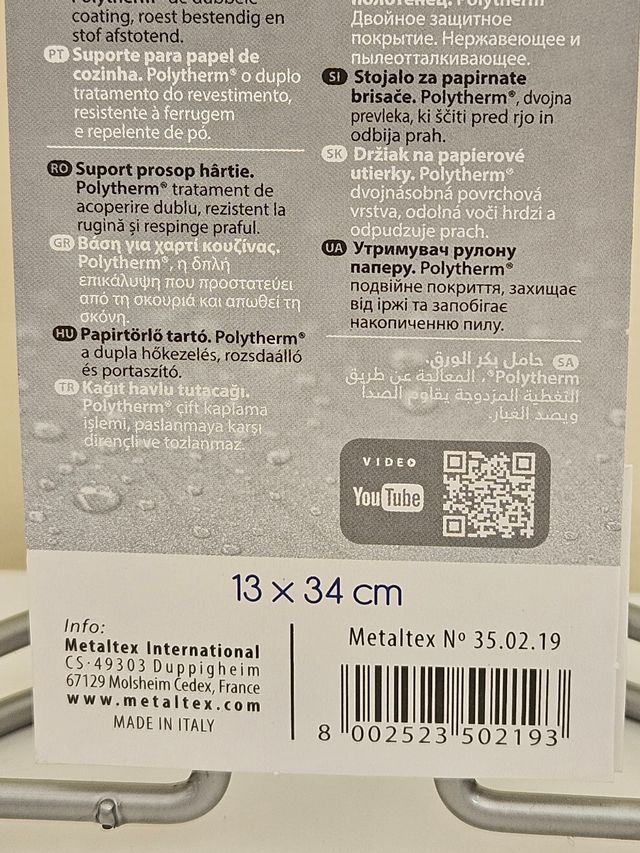 Polytherm® de dubbele
coating, roest bestendig en
stof afstotend.
PT Suporte para papel de
cozinha. Polytherm® o duplo
tratamento do revestimento,
resistente à ferrugem
e repelente de pó.
RO Suport prosop hârtie.
Polytherm® tratament de
acoperire dublu, rezistent la
rugină și respinge praful.
GR Βάση για χαρτί κουζίνας.
Polytherm®, η διπλή
επικάλυψη που προστατεύει
από τη σκουριά και απωθεί τη
σκόνη.
HU Papirtörlő tartó. Polytherm®
a dupla hőkezelés, rozsdaálló
és portaszító.
TR Kağıt havlu tutacağı.
Polytherm® çift kaplama
işlemi, paslanmaya karşı
dirençli ve tozlanmaz.
полотенец. Polytherm®
Двойное защитное
покрытие. Нержавеющее и
пылеотталкивающее.
SI Stojalo za papirnate
brisače. Polytherm®, dvojna
prevleka, ki ščiti pred rjo in
odbija prah.
SK Držiak na papierové
utierky. Polytherm®
dvojnásobná povrchová
vrstva, odolná voči hrdzi a
odpudzuje prach.
UA Утримувач рулону
паперу. Polytherm®
подвійне покриття, захищає
від іржі та запобігає
накопиченню пилу.
SA حامل بكر الورق.
Polytherm®، المعالجة عن طريق
التغطية المزدوجة يقاوم الصدأ
ويصد الغبار.
VIDEO
YouTube
13 x 34 cm
Info:
Metaltex International
CS·49303 Duppigheim
67129 Molsheim Cedex, France
www.metaltex.com
MADE IN ITALY
Metaltex Nº 35.02.19
8 002523 502193